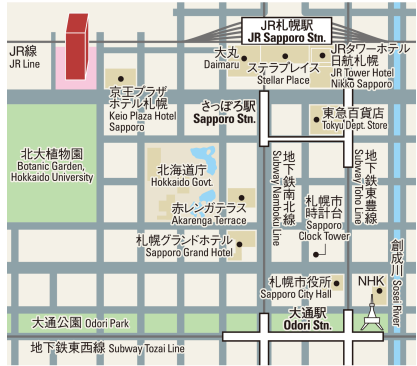 JR札幌駅
JR Sapporo Stn.
JR線
JR Line
大丸
Daimaru
ステラプレイス
Stellar Place
JRタワーホテル
日航札幌
JR Tower Hotel
Nikko Sapporo
京王プラザ
ホテル札幌
Keio Plaza Hotel
Sapporo
さっぽろ駅
Sapporo Stn.
東急百貨店
Tokyu Dept. Store
北大植物園
Botanic Garden,
Hokkaido University
北海道庁
Hokkaido Govt.
地下鉄南北線
Subway Namboku Line
地下鉄東豊線
Subway Toho Line
赤レンガテラス
Akarenga Terrace
札幌市
時計台
Sapporo
Clock Tower
札幌グランドホテル
Sapporo Grand Hotel
創成川
Sosei River
札幌市役所
Sapporo City Hall
NHK
大通公園 Odori Park
大通駅
Odori Stn.
地下鉄東西線 Subway Tozai Line